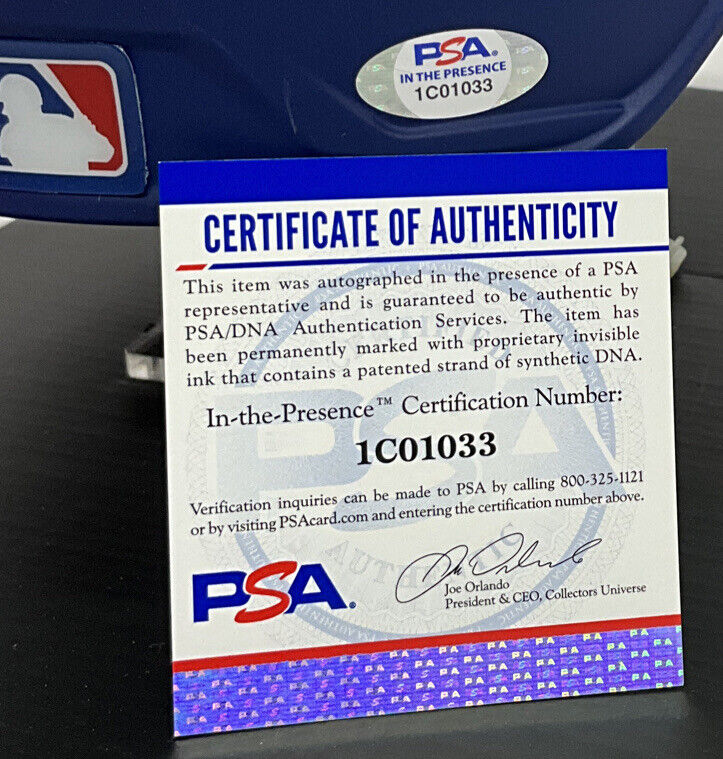 PSA.
IN THE PRESENCE
1C01033
CERTIFICATE OF AUTHENTICITY
This item was autographed in the presence of a PSA
representative and is guaranteed to be authentic by
PSA/DNA Authentication Services. The item has
been permanently marked with proprietary invisible
ink that contains a patented strand of synthetic DNA.
In-the-Presence™ Certification Number:
1C01033
Verification inquiries can be made to PSA by calling 800-325-1121
or by visiting PSAcard.com and entering the certification number above.
PSA.
Joe Orlando
President & CEO, Collectors Universe